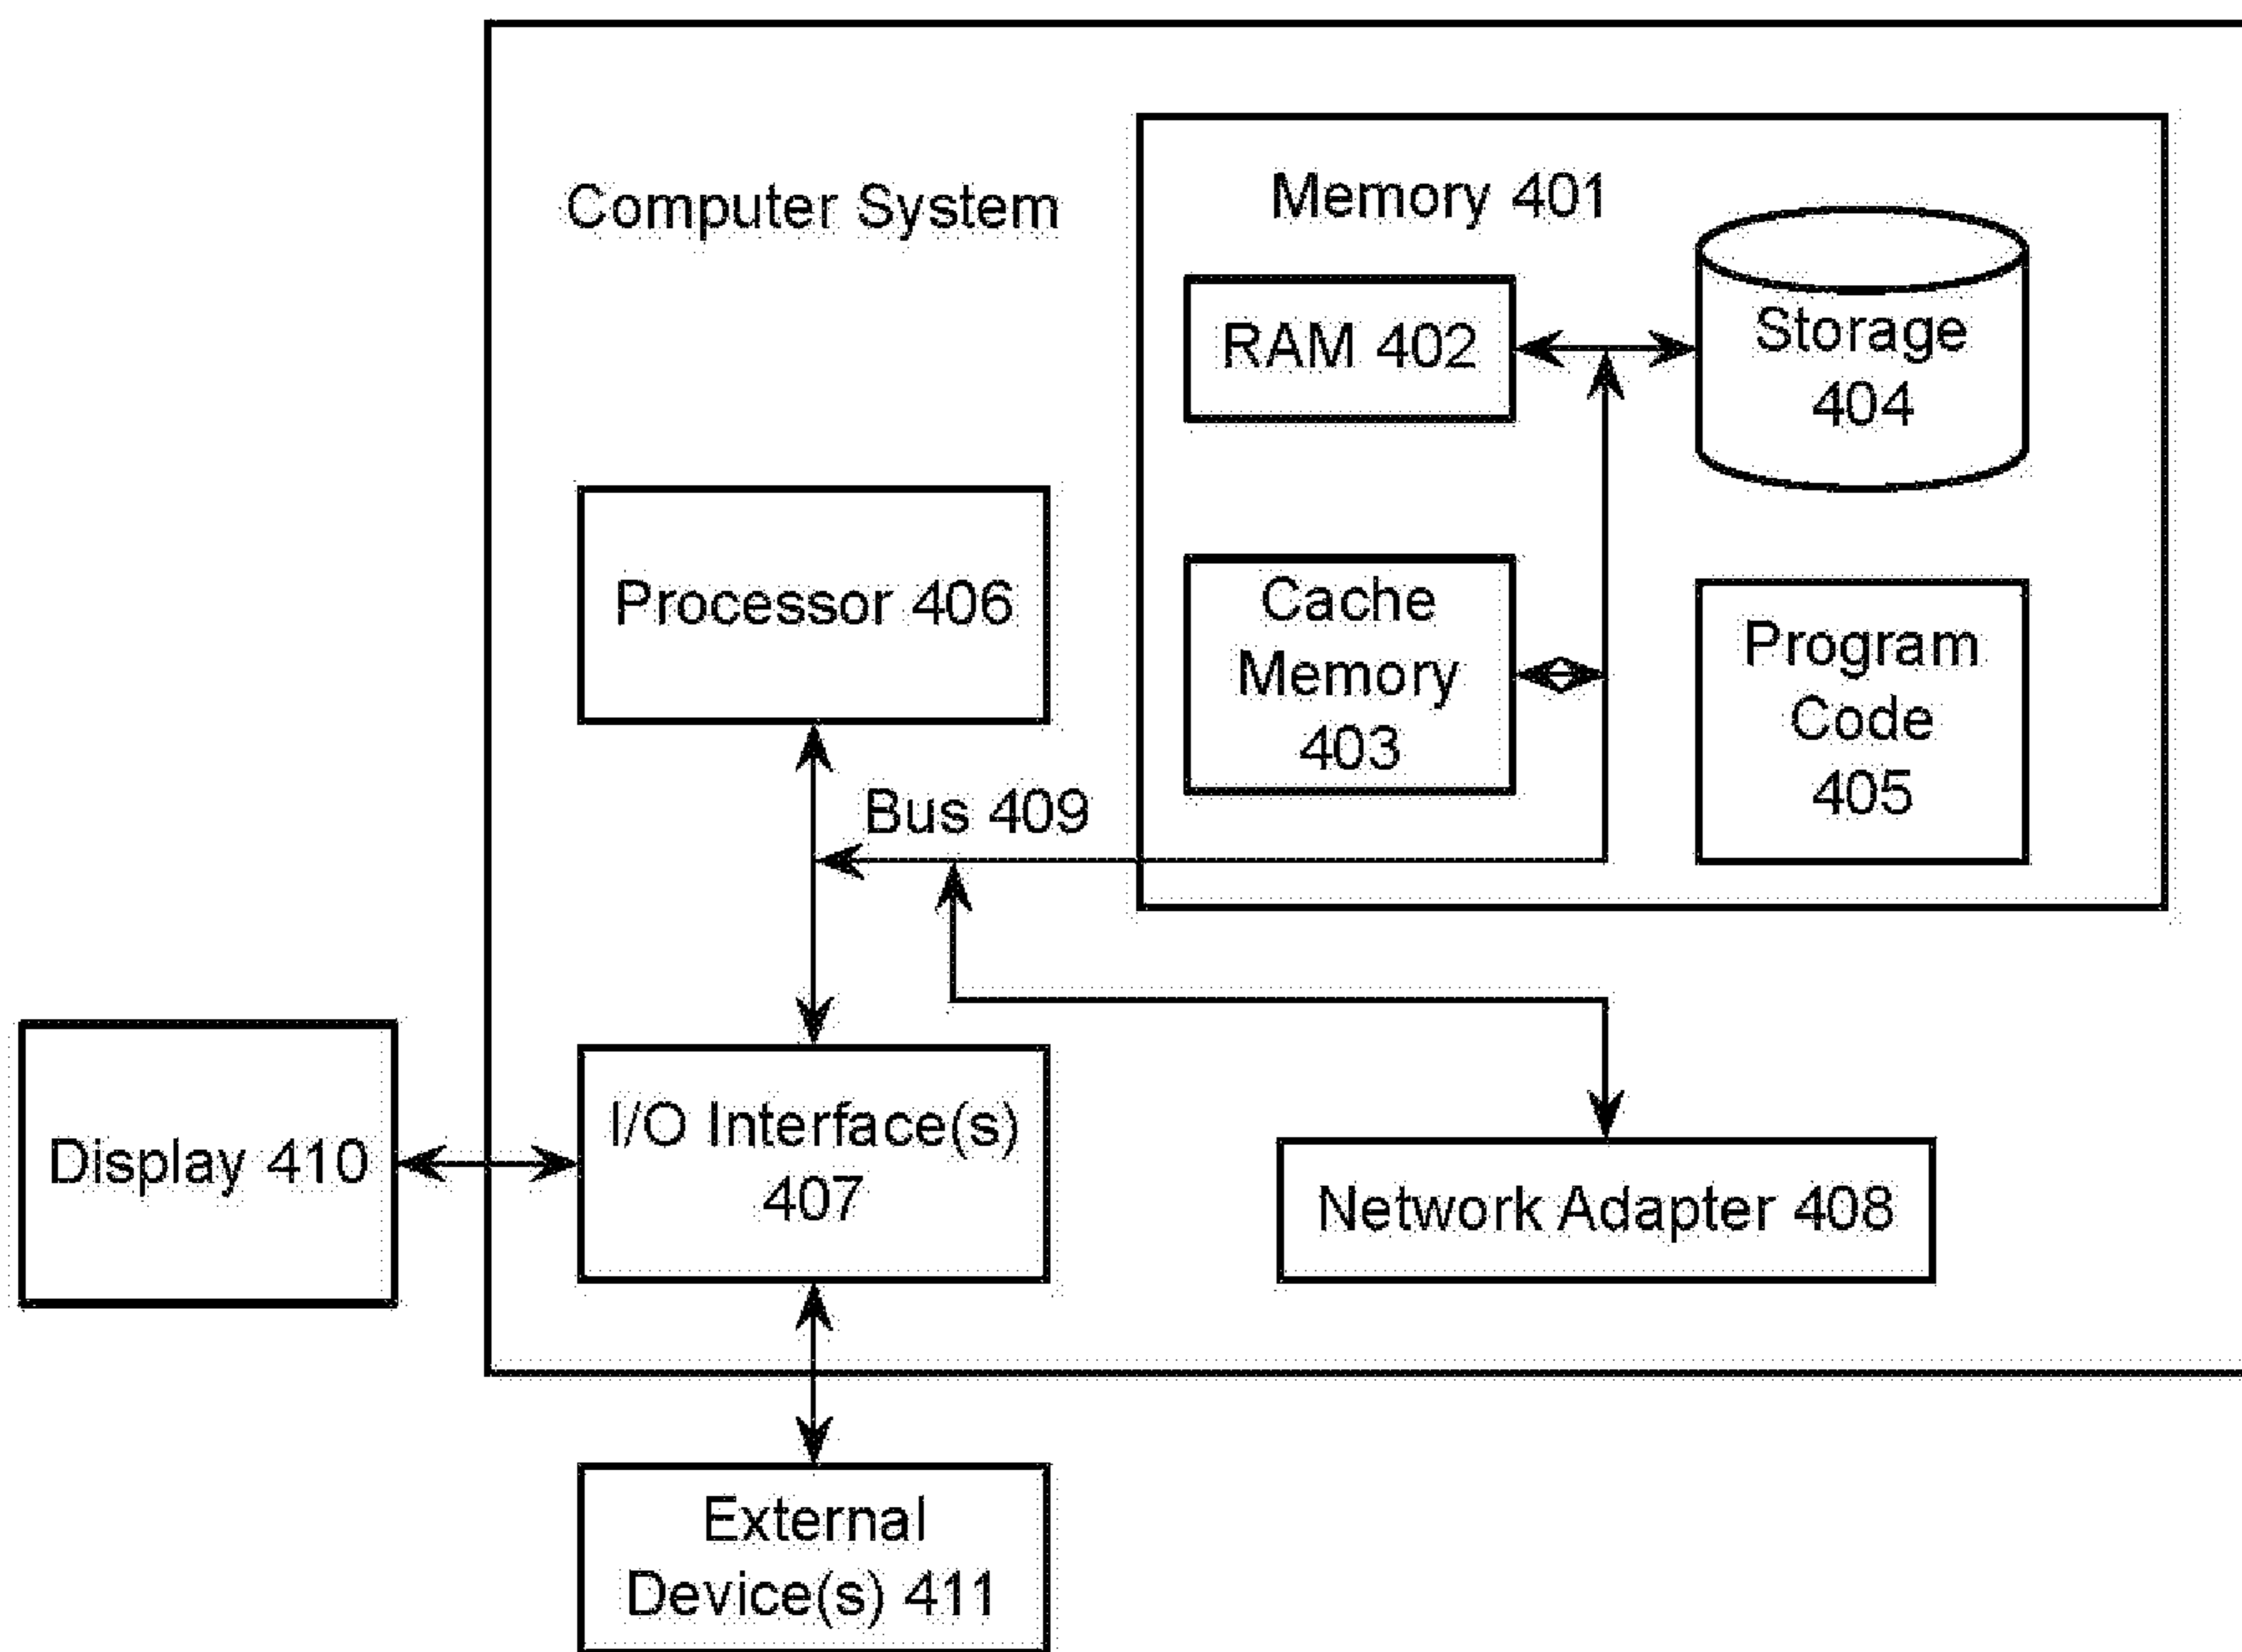 Computer System
Memory 401
RAM 402
Storage
404
Processor 406
Cache
Memory
403
Program
Code
405
Bus 409
Display 410
I/O Interface(s)
407
Network Adapter 408
External
Device(s) 411